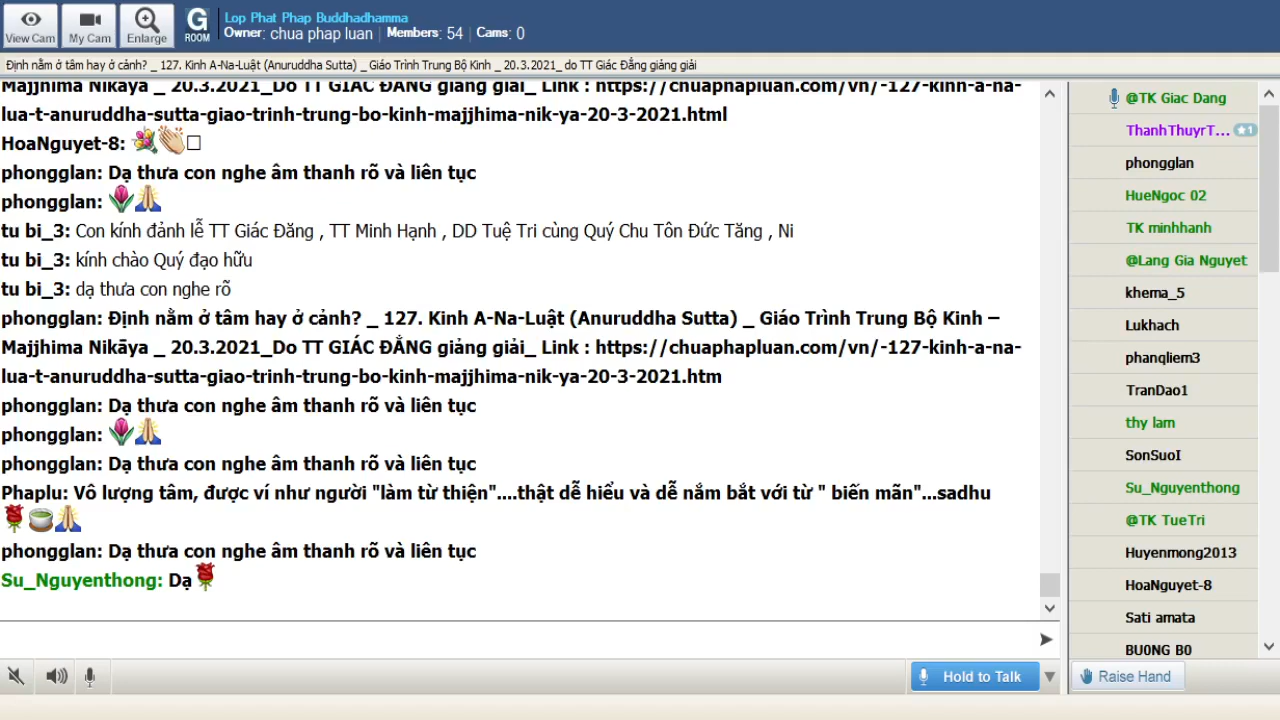 View Cam
My Cam
Enlarge
G
ROOM
Lop Phat Phap Buddhadhamma
Owner: chua phap luan Members: 54 Cams: 0
Định nằm ở tâm hay ở cảnh? _ 127. Kinh A-Na-Luật (Anuruddha Sutta) _ Giáo Trình Trung Bộ Kinh _ 20.3.2021_ do TT Giác Đẳng giảng giải
Majjhima Nikāya _ 20.3.2021_Do TT GIÁC ĐẲNG giảng giải_ Link : https://chuaphapluan.com/vn/-127-kinh-a-na-
lua-t-anuruddha-sutta-giao-trinh-trung-bo-kinh-majjhima-nik-ya-20-3-2021.html
HoaNguyet-8:
phongglan: Dạ thưa con nghe âm thanh rõ và liên tục
phongglan:
tu bi_3: Con kính đảnh lễ TT Giác Đăng , TT Minh Hạnh , DD Tuệ Tri cùng Quý Chu Tôn Đức Tăng , Ni
tu bi_3: kính chào Quý đạo hữu
tu bi_3: dạ thưa con nghe rõ
phongglan: Định nằm ở tâm hay ở cảnh? _ 127. Kinh A-Na-Luật (Anuruddha Sutta) _ Giáo Trình Trung Bộ Kinh –
Majjhima Nikāya _ 20.3.2021_Do TT GIÁC ĐẲNG giảng giải_ Link : https://chuaphapluan.com/vn/-127-kinh-a-na-
lua-t-anuruddha-sutta-giao-trinh-trung-bo-kinh-majjhima-nik-ya-20-3-2021.htm
phongglan: Dạ thưa con nghe âm thanh rõ và liên tục
phongglan:
phongglan: Dạ thưa con nghe âm thanh rõ và liên tục
Phaplu: Vô lượng tâm, được ví như người "làm từ thiện"....thật dễ hiểu và dễ nắm bắt với từ " biến mãn"...sadhu
phongglan: Dạ thưa con nghe âm thanh rõ và liên tục
Su_Nguyenthong: Dạ
Hold to Talk
@TK Giac Dang
ThanhThuyrT... 1
phongglan
HueNgoc 02
TK minhhanh
@Lang Gia Nguyet
khema_5
Lukhach
phanqliem3
TranDao1
thy lam
SonSuoI
Su_Nguyenthong
@TK TueTri
Huyenmong2013
HoaNguyet-8
Sati amata
BU0NG B0
Raise Hand